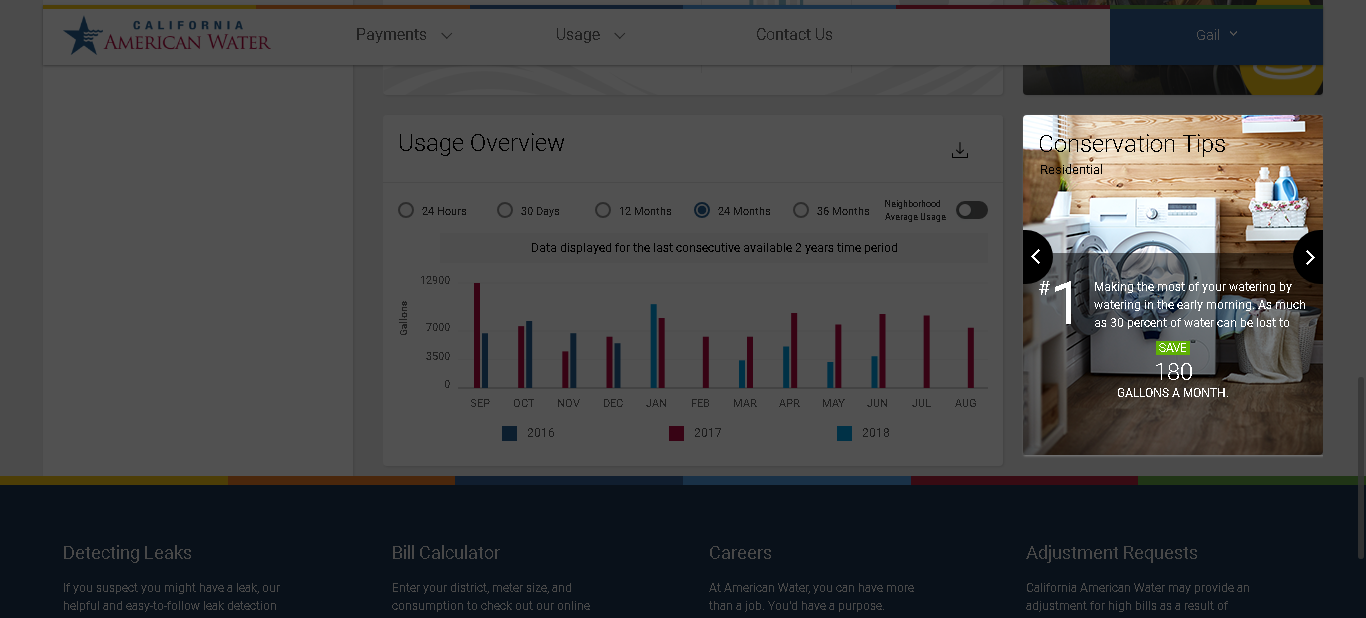 CALIFORNIA
AMERICAN WATER
Payments
Usage
Contact Us
Gail
Usage Overview
24 Hours
30 Days
12 Months
24 Months
36 Months
Neighborhood
Average Usage
Data displayed for the last consecutive available 2 years time period
Gallons
12900
7000
3500
0
SEP OCT NOV DEC JAN FEB MAR APR MAY JUN JUL AUG
2016 2017 2018
Conservation Tips
Residential
#1
Making the most of your watering by
watering in the early morning. As much
as 30 percent of water can be lost to
SAVE
180
GALLONS A MONTH.
Detecting Leaks
If you suspect you might have a leak, our
helpful and easy-to-follow leak detection
Bill Calculator
Enter your district, meter size, and
consumption to check out our online
Careers
At American Water, you can have more
than a job. You'd have a purpose.
Adjustment Requests
California American Water may provide an
adjustment for high bills as a result of